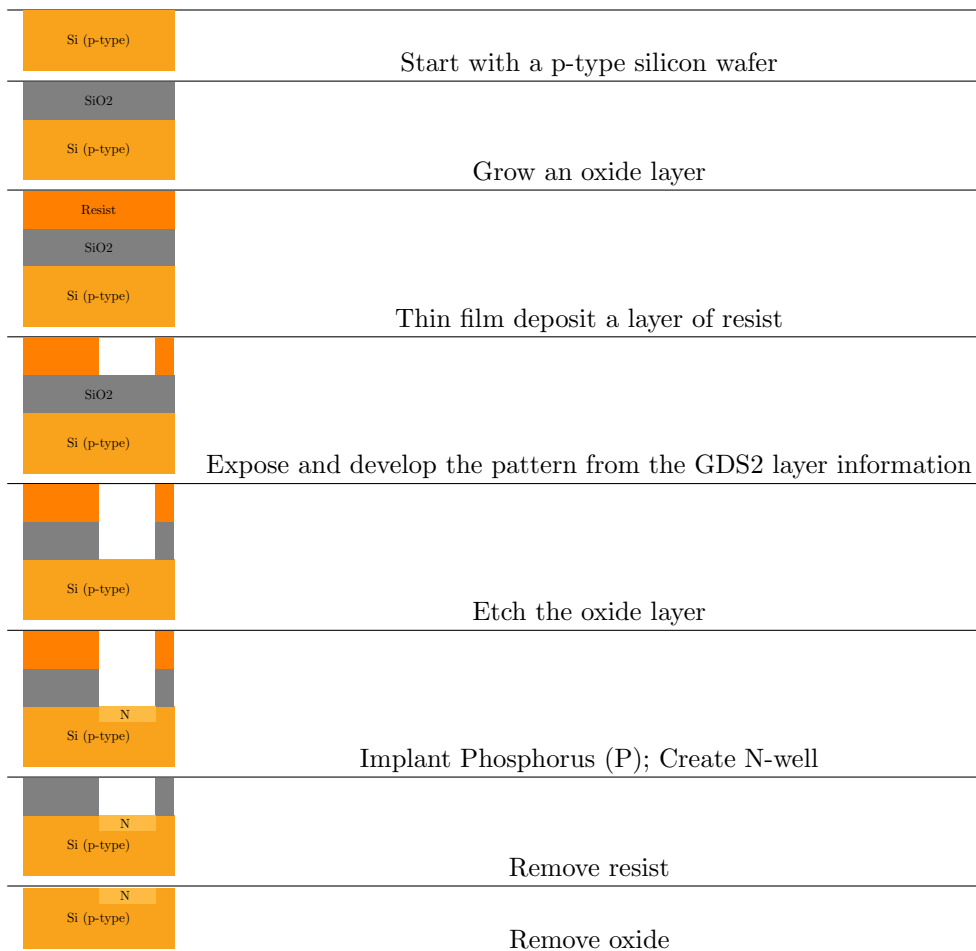 Si (p-type)
Start with a p-type silicon wafer
SiO2
Si (p-type)
Grow an oxide layer
Resist
SiO2
Si (p-type)
Thin film deposit a layer of resist
SiO2
Si (p-type)
Expose and develop the pattern from the GDS2 layer information
Si (p-type)
Etch the oxide layer
N
Si (p-type)
Implant Phosphorus (P); Create N-well
N
Si (p-type)
Remove resist
N
Si (p-type)
Remove oxide